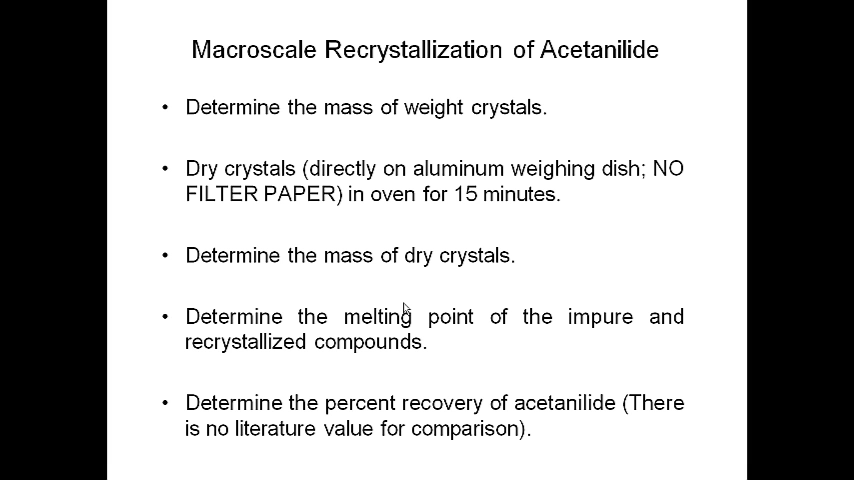 Macroscale Recrystallization of Acetanilide
• Determine the mass of weight crystals.
• Dry crystals (directly on aluminum weighing dish; NO
FILTER PAPER) in oven for 15 minutes.
• Determine the mass of dry crystals.
• Determine the melting point of the impure and
recrystallized compounds.
• Determine the percent recovery of acetanilide (There
is no literature value for comparison).